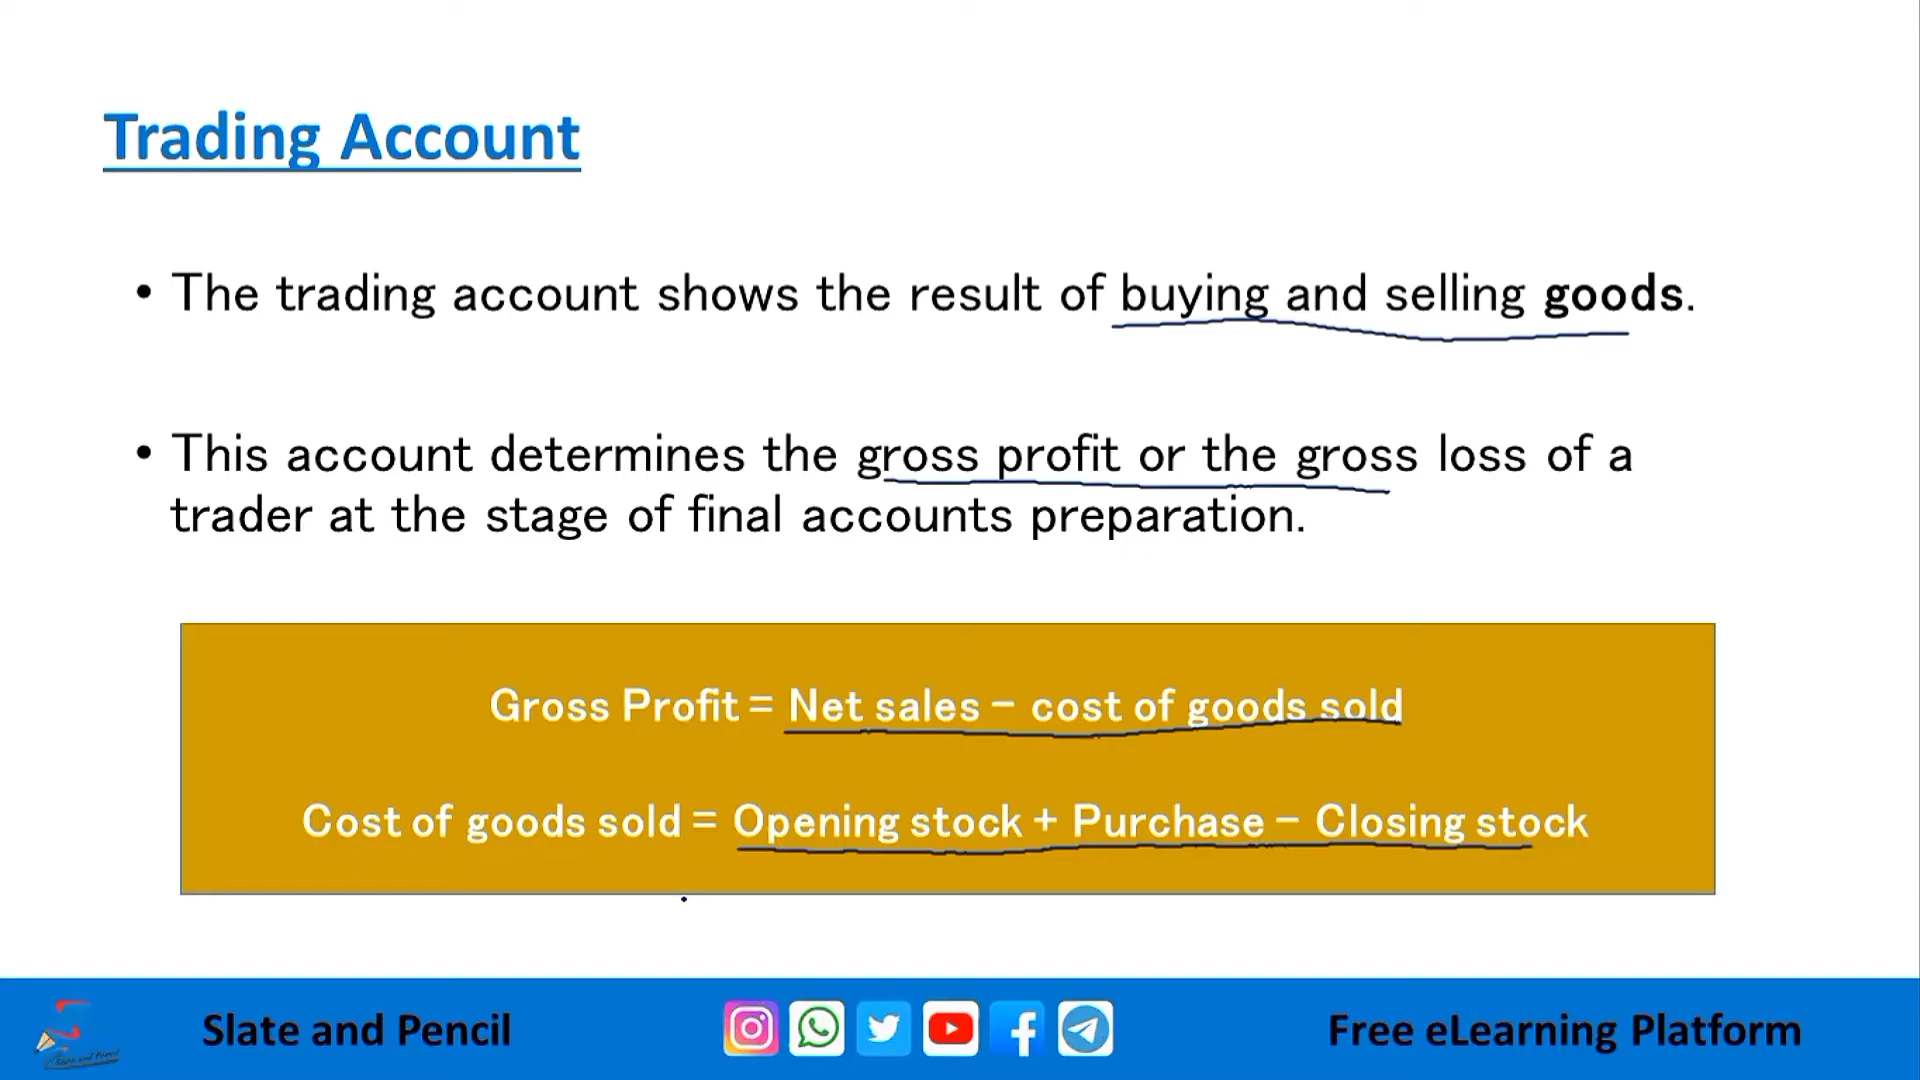 Trading Account
• The trading account shows the result of buying and selling goods.
• This account determines the gross profit or the gross loss of a
trader at the stage of final accounts preparation.
Gross Profit = Net sales − cost of goods sold
Cost of goods sold = Opening stock + Purchase − Closing stock
Slate and Pencil
Free eLearning Platform